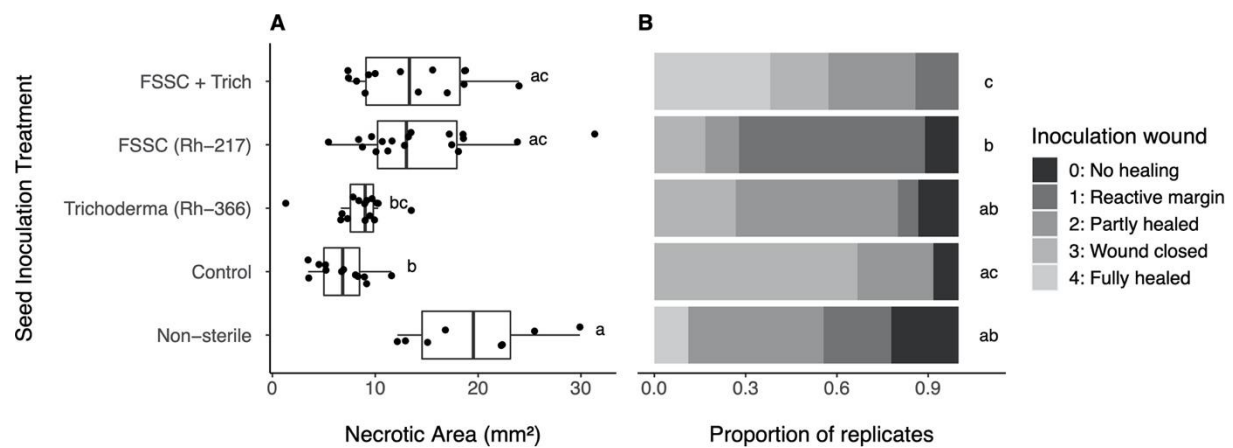 A
B
Seed Inoculation Treatment
FSSC + Trich
ac
c
FSSC (Rh−217)
ac
b
Trichoderma (Rh−366)
bc
ab
Control
b
ac
Non−sterile
a
ab
0
10
20
30
0.0
0.3
0.6
0.9
Necrotic Area (mm²)
Proportion of replicates
Inoculation wound
0: No healing
1: Reactive margin
2: Partly healed
3: Wound closed
4: Fully healed